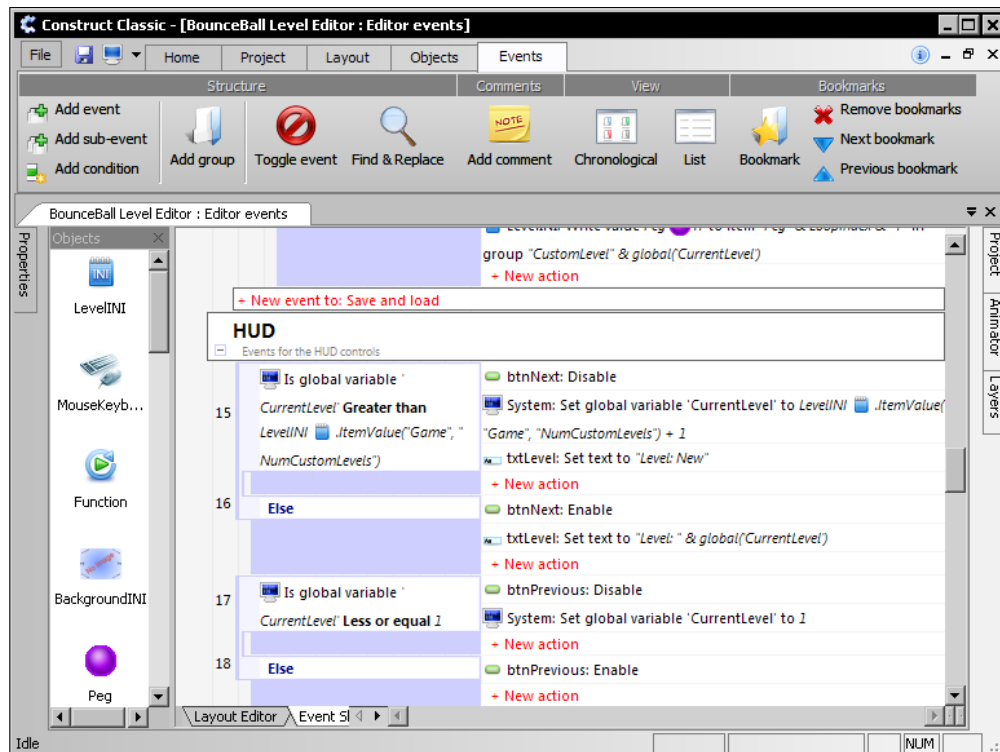 Construct Classic - [BounceBall Level Editor : Editor events]
File
Home
Project
Layout
Objects
Events
Structure
Comments
View
Bookmarks
Add event
Add sub-event
Add condition
Add group
Toggle event
Find & Replace
NOTE
Add comment
Chronological
List
Bookmark
Remove bookmarks
Next bookmark
Previous bookmark
BounceBall Level Editor : Editor events
Properties
Objects
INI
LevelINI
MouseKeyb...
Function
No Image
BackgroundINI
Peg
group "CustomLevel" & global('CurrentLevel')
+ New action
+ New event to: Save and load
HUD
Events for the HUD controls
15
Is global variable '
CurrentLevel' Greater than
LevelINI .ItemValue("Game", "
NumCustomLevels")
btnNext: Disable
System: Set global variable 'CurrentLevel' to LevelINI .ItemValue(
"Game", "NumCustomLevels") + 1
txtLevel: Set text to "Level: New"
+ New action
16
Else
btnNext: Enable
txtLevel: Set text to "Level: " & global('CurrentLevel')
+ New action
17
Is global variable '
CurrentLevel' Less or equal 1
btnPrevious: Disable
System: Set global variable 'CurrentLevel' to 1
+ New action
18
Else
btnPrevious: Enable
+ New action
Project
Animator
Layers
Layout Editor
Event Sl
Idle
NUM